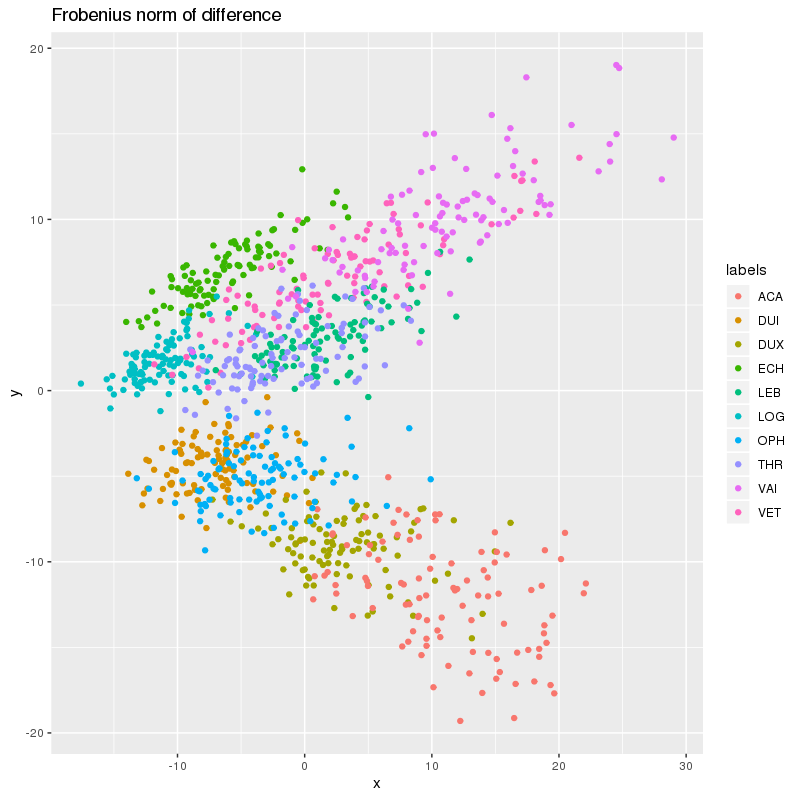 Frobenius norm of difference
20
10
0
-10
-20
y
-10
0
10
20
30
x
labels
ACA
DUI
DUX
ECH
LEB
LOG
OPH
THR
VAI
VET